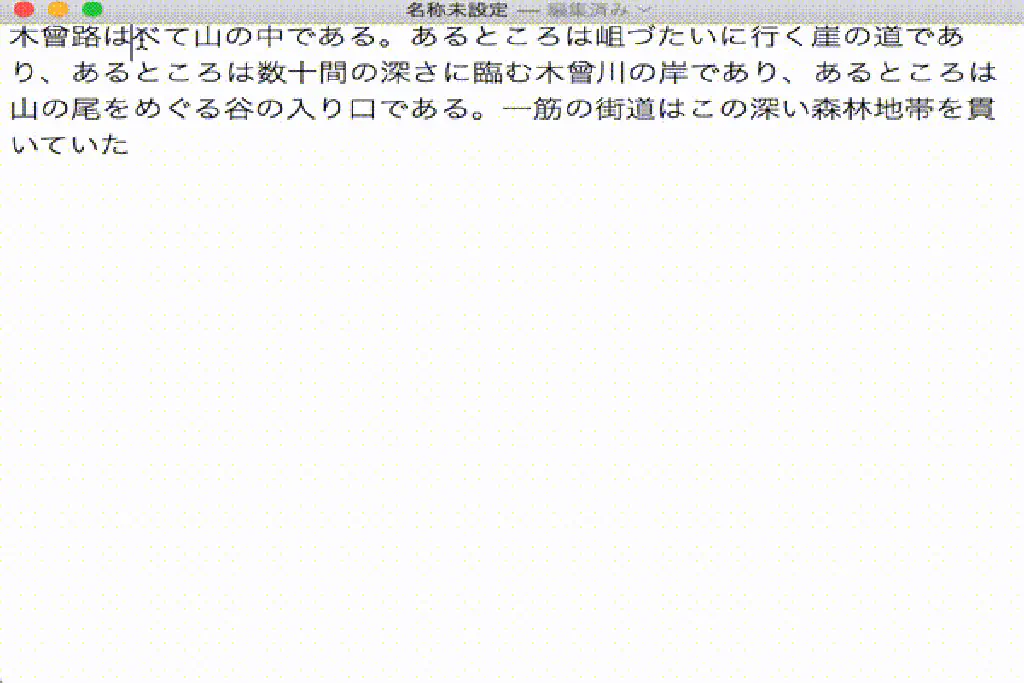 名称未設定 — 編集済み
木曾路はべて山の中である。あるところは岨づたいに行く崖の道であ
り、あるところは数十間の深さに臨む木曾川の岸であり、あるところは
山の尾をめぐる谷の入り口である。一筋の街道はこの深い森林地帯を貫
いていた